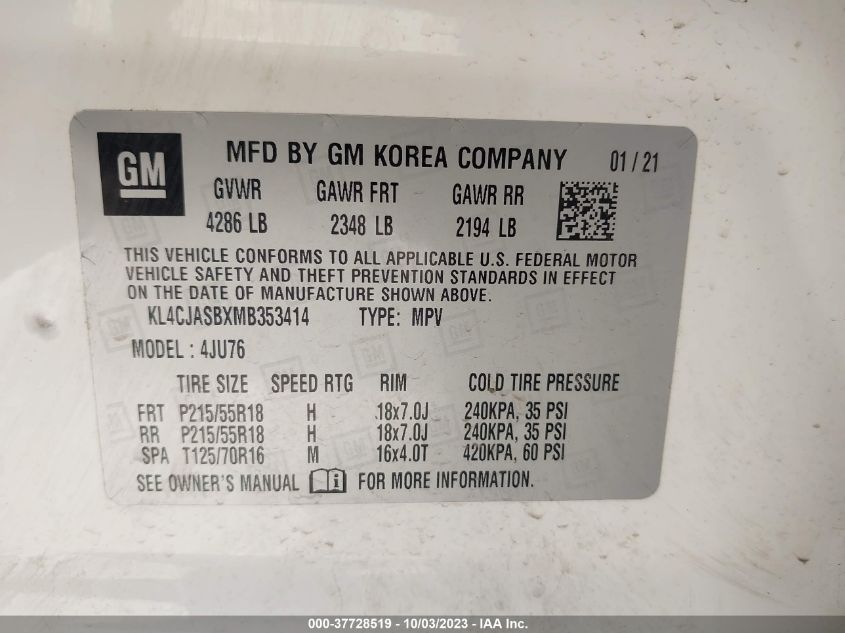 GM
MFD BY GM KOREA COMPANY 01/21
GVWR GAWR FRT GAWR RR
4286 LB 2348 LB 2194 LB
THIS VEHICLE CONFORMS TO ALL APPLICABLE U.S. FEDERAL MOTOR
VEHICLE SAFETY AND THEFT PREVENTION STANDARDS IN EFFECT
ON THE DATE OF MANUFACTURE SHOWN ABOVE.
KL4CJASBXMB353414 TYPE: MPV
MODEL : 4JU76
TIRE SIZE SPEED RTG RIM COLD TIRE PRESSURE
FRT P215/55R18 H 18x7.0J 240KPA, 35 PSI
RR P215/55R18 H 18x7.0J 240KPA, 35 PSI
SPA T125/70R16 M 16x4.0T 420KPA, 60 PSI
SEE OWNER'S MANUAL i FOR MORE INFORMATION.
000-37728519 - 10/03/2023 - IAA Inc.